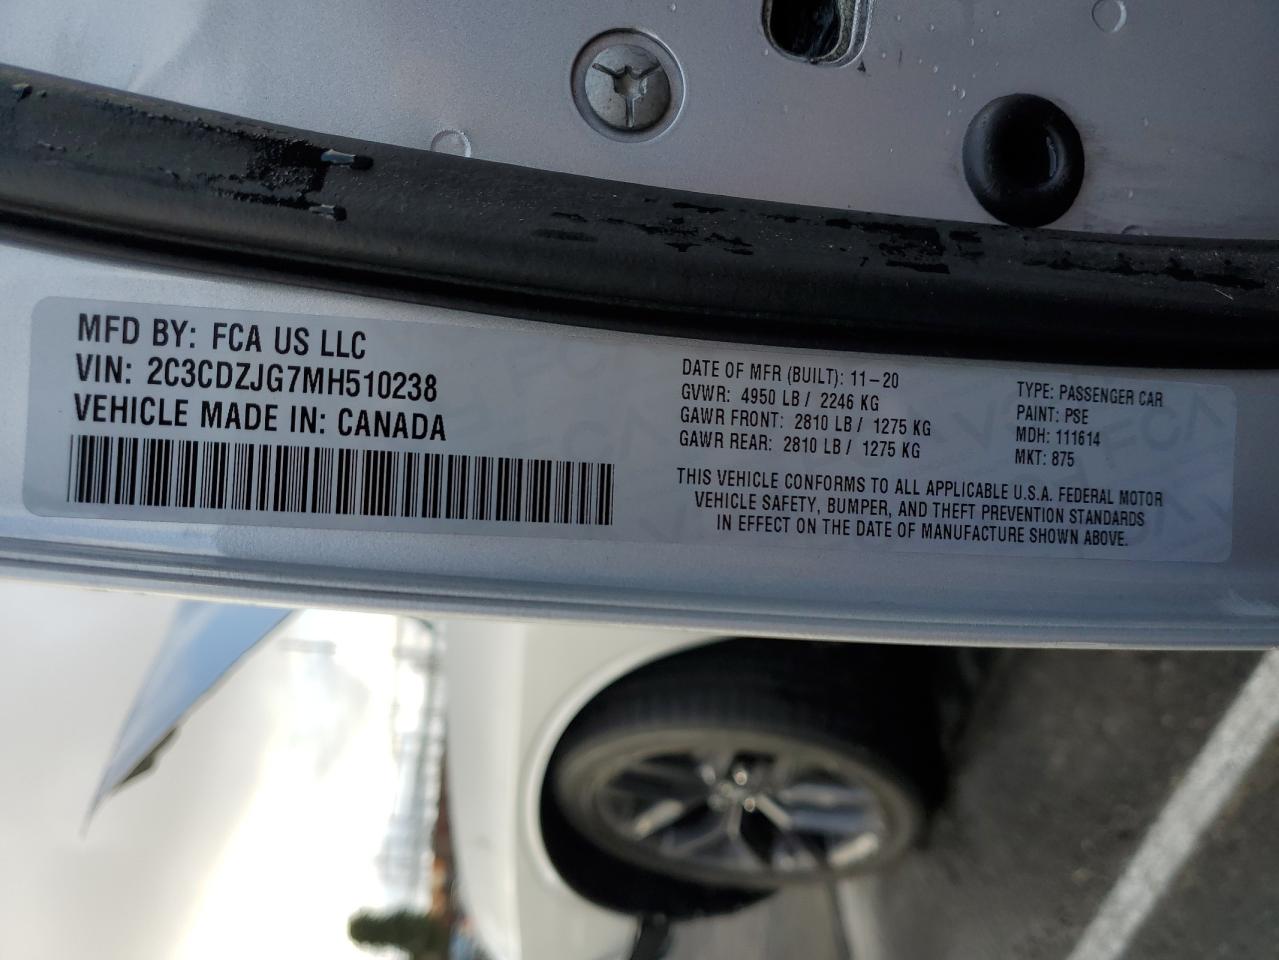 MFD BY: FCA US LLC
VIN: 2C3CDZJG7MH510238
VEHICLE MADE IN: CANADA
DATE OF MFR (BUILT): 11-20
GVWR: 4950 LB / 2246 KG
GAWR FRONT: 2810 LB / 1275 KG
GAWR REAR: 2810 LB / 1275 KG
TYPE: PASSENGER CAR
PAINT: PSE
MDH: 111614
MKT: 875
THIS VEHICLE CONFORMS TO ALL APPLICABLE U.S.A. FEDERAL MOTOR
VEHICLE SAFETY, BUMPER, AND THEFT PREVENTION STANDARDS
IN EFFECT ON THE DATE OF MANUFACTURE SHOWN ABOVE.